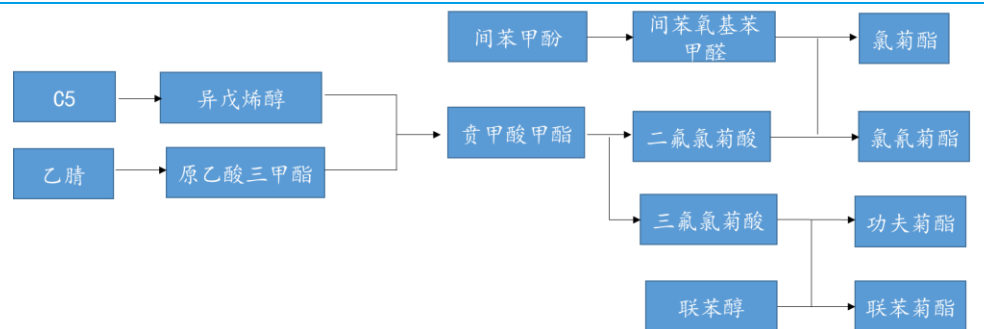 间苯甲酚
间苯氧基苯
甲醛
氯菊酯
C5
异戊烯醇
贲甲酸甲酯
二氟氯菊酸
氯氰菊酯
乙腈
原乙酸三甲酯
三氟氯菊酸
功夫菊酯
联苯醇
联苯菊酯